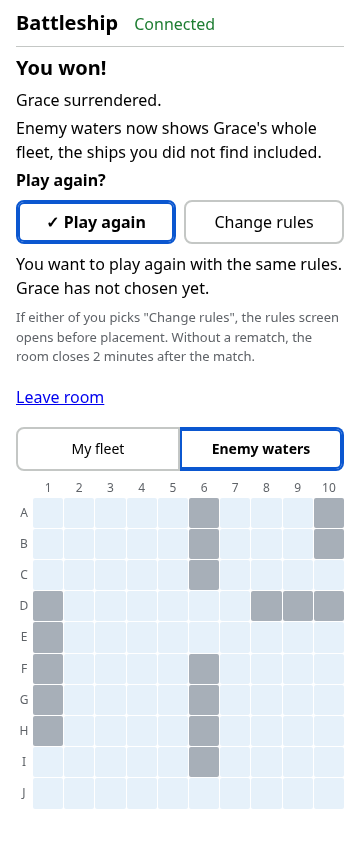 Battleship Connected
You won!
Grace surrendered.
Enemy waters now shows Grace's whole
fleet, the ships you did not find included.
Play again?
✓ Play again Change rules
You want to play again with the same rules.
Grace has not chosen yet.
If either of you picks "Change rules", the rules screen
opens before placement. Without a rematch, the
room closes 2 minutes after the match.
Leave room
My fleet Enemy waters
1 2 3 4 5 6 7 8 9 10
A
B
C
D
E
F
G
H
I
J